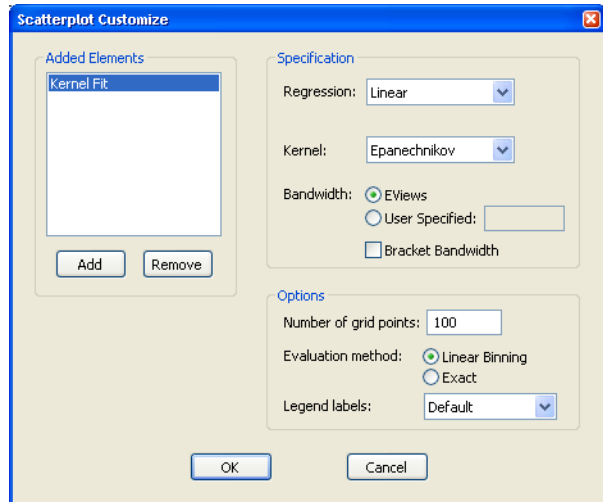 Scatterplot Customize
Added Elements
Kernel Fit
Add
Remove
Specification
Regression: Linear
Kernel: Epanechnikov
Bandwidth: EViews
User Specified:
Bracket Bandwidth
Options
Number of grid points: 100
Evaluation method: Linear Binning
Exact
Legend labels: Default
OK
Cancel